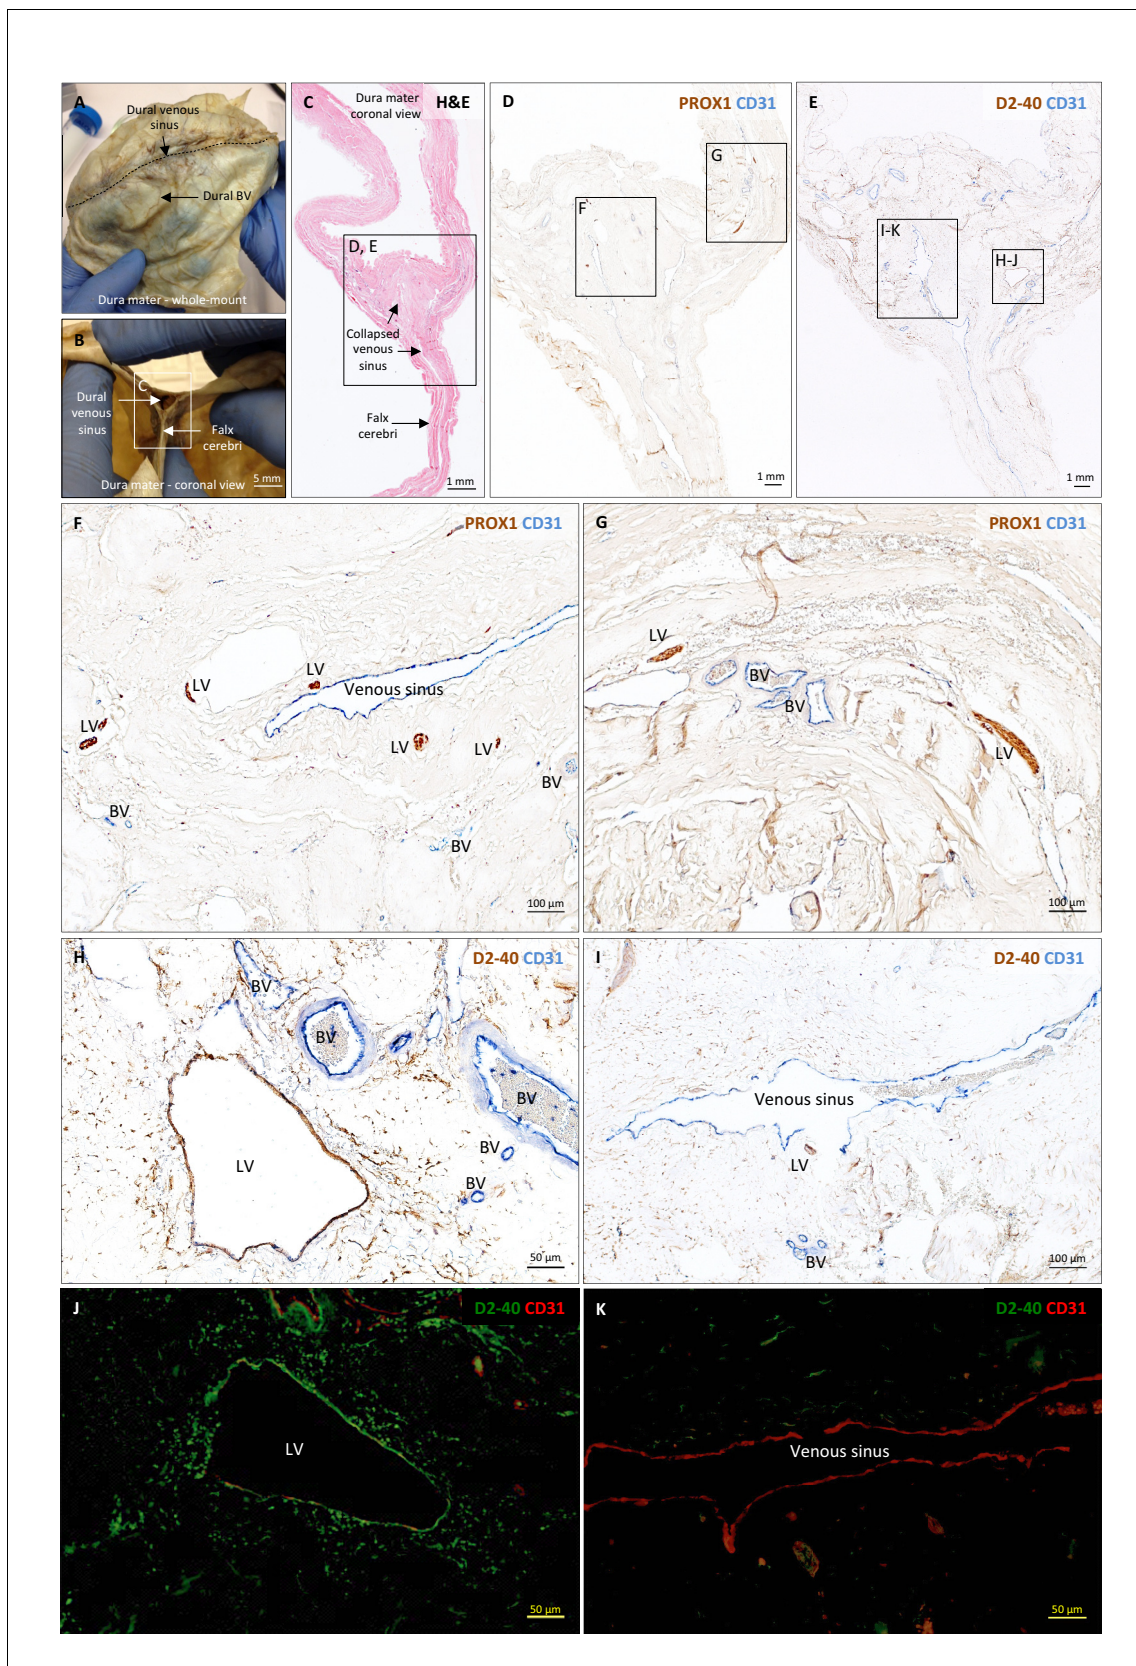 A
Dural venous
sinus
Dural BV
Dura mater - whole-mount
B
C
Dural
venous
sinus
Falx
cerebri
5 mm
Dura mater - coronal view
C
Dura mater
coronal view
H&E
D, E
Collapsed
venous
sinus
Falx
cerebri
1 mm
D
PROX1 CD31
G
F
1 mm
E
D2-40 CD31
I-K
H-J
1 mm
F
PROX1 CD31
LV
LV
Venous sinus
LV
LV
LV
BV
BV
BV
100 µm
G
PROX1 CD31
LV
BV
BV
LV
100 µm
H
D2-40 CD31
BV
BV
BV
LV
BV
BV
50 µm
I
D2-40 CD31
Venous sinus
LV
BV
100 µm
J
D2-40 CD31
LV
50 µm
K
D2-40 CD31
Venous sinus
50 µm